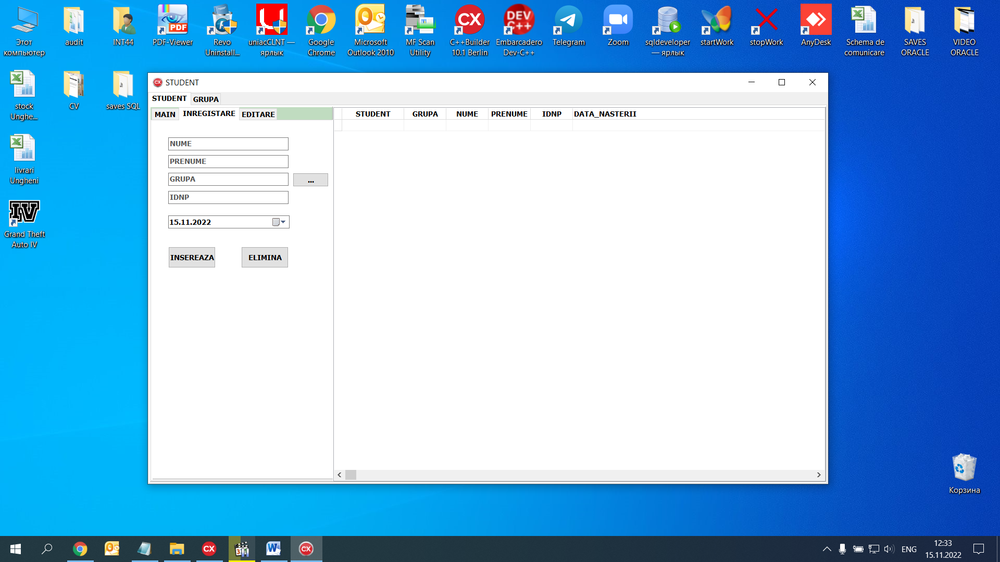 Этот компьютер
audit
INT44
PDF-Viewer
Revo Uninstall...
uniacCLNT — ярлык
Google Chrome
Microsoft Outlook 2010
MF Scan Utility
C++Builder 10.1 Berlin
Embarcadero Dev-C++
Telegram
Zoom
sqldeveloper — ярлык
startWork
stopWork
AnyDesk
Schema de comunicare
SAVES ORACLE
VIDEO ORACLE
stock Unghe...
CV
saves SQL
livrari Ungheni
Grand Theft Auto IV
STUDENT
STUDENT GRUPA
MAIN INREGISTARE EDITARE
STUDENT GRUPA NUME PRENUME IDNP DATA_NASTERII
NUME
PRENUME
GRUPA ...
IDNP
15.11.2022
INSEREAZA ELIMINA
Корзина
ENG
12:33
15.11.2022